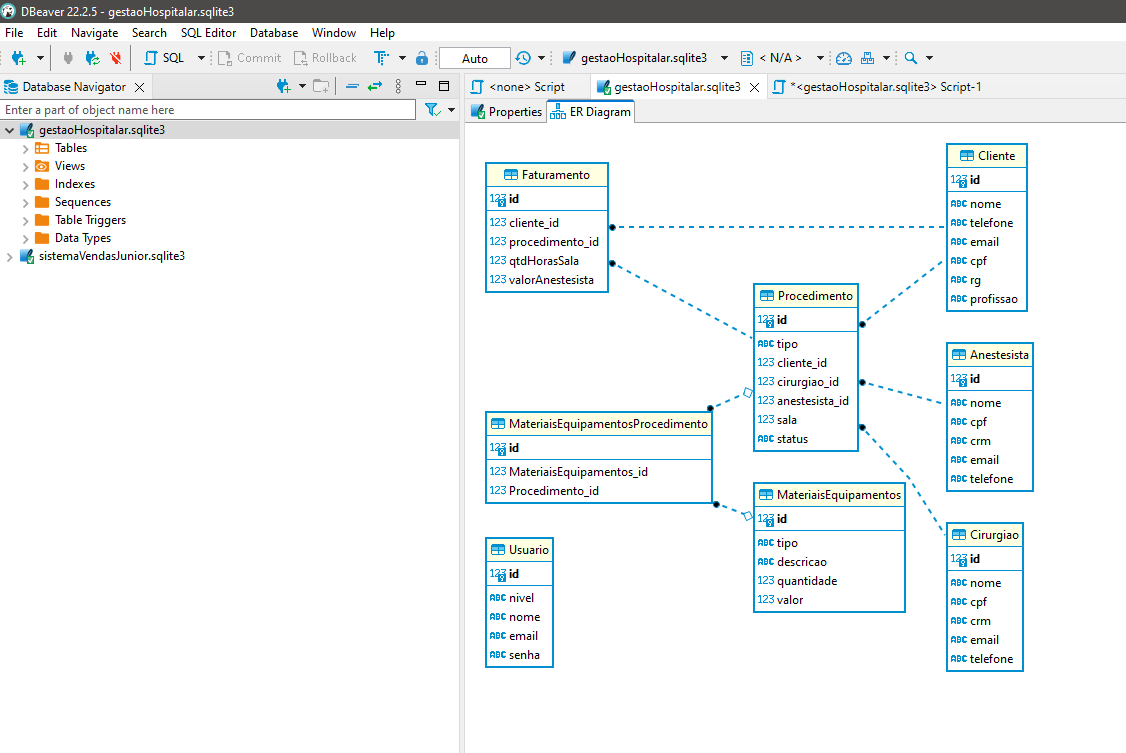 DBeaver 22.2.5 - gestaoHospitalar.sqlite3
File Edit Navigate Search SQL Editor Database Window Help
SQL Commit Rollback Auto gestaoHospitalar.sqlite3 < N/A >
Database Navigator
Enter a part of object name here
gestaoHospitalar.sqlite3
Tables
Views
Indexes
Sequences
Table Triggers
Data Types
sistemaVendasJunior.sqlite3
<none> Script
gestaoHospitalar.sqlite3
*<gestaoHospitalar.sqlite3> Script-1
Properties
ER Diagram
Faturamento
123 id
123 cliente_id
123 procedimento_id
123 qtdHorasSala
123 valorAnestesista
Cliente
123 id
ABC nome
ABC telefone
ABC email
ABC cpf
ABC rg
ABC profissao
Procedimento
123 id
ABC tipo
123 cliente_id
123 cirurgiao_id
123 anestesista_id
123 sala
ABC status
Anestesista
123 id
ABC nome
ABC cpf
ABC crm
ABC email
ABC telefone
MateriaisEquipamentosProcedimento
123 id
123 MateriaisEquipamentos_id
123 Procedimento_id
MateriaisEquipamentos
123 id
ABC tipo
ABC descricao
123 quantidade
123 valor
Cirurgiao
123 id
ABC nome
ABC cpf
ABC crm
ABC email
ABC telefone
Usuario
123 id
ABC nivel
ABC nome
ABC email
ABC senha